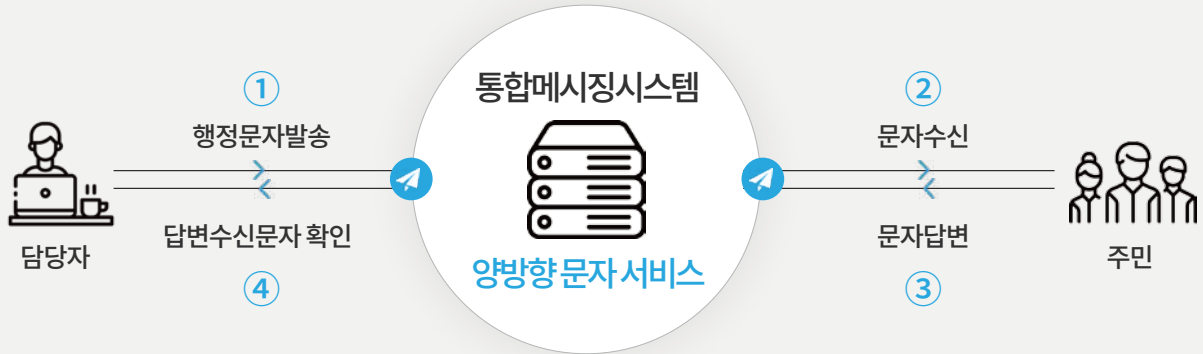 통합메시징시스템
양방향 문자 서비스
①
행정문자발송
②
문자수신
담당자
답변수신문자 확인
④
문자답변
③
주민